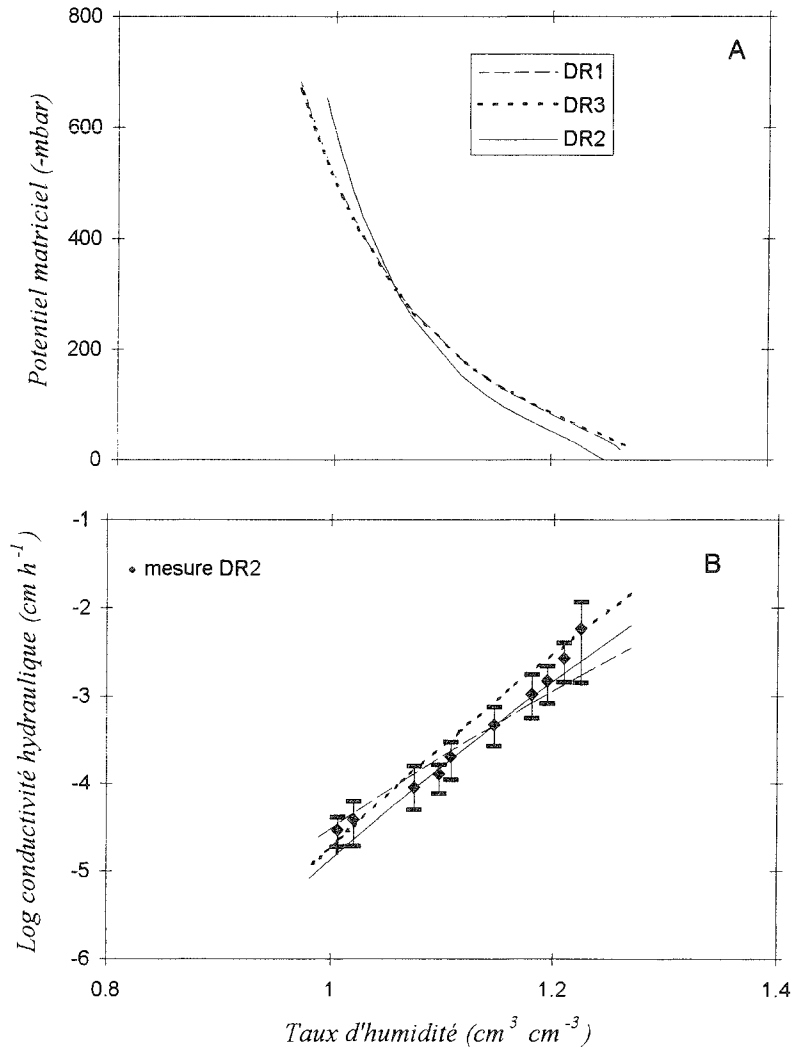 800
600
400
200
0
Potentiel matriciel (-mbar)
A
DR1
DR3
DR2
-1
-2
-3
-4
-5
-6
Log conductivité hydraulique (cm h⁻¹)
mesure DR2
B
0.8
1
1.2
1.4
Taux d'humidité (cm³ cm⁻³)